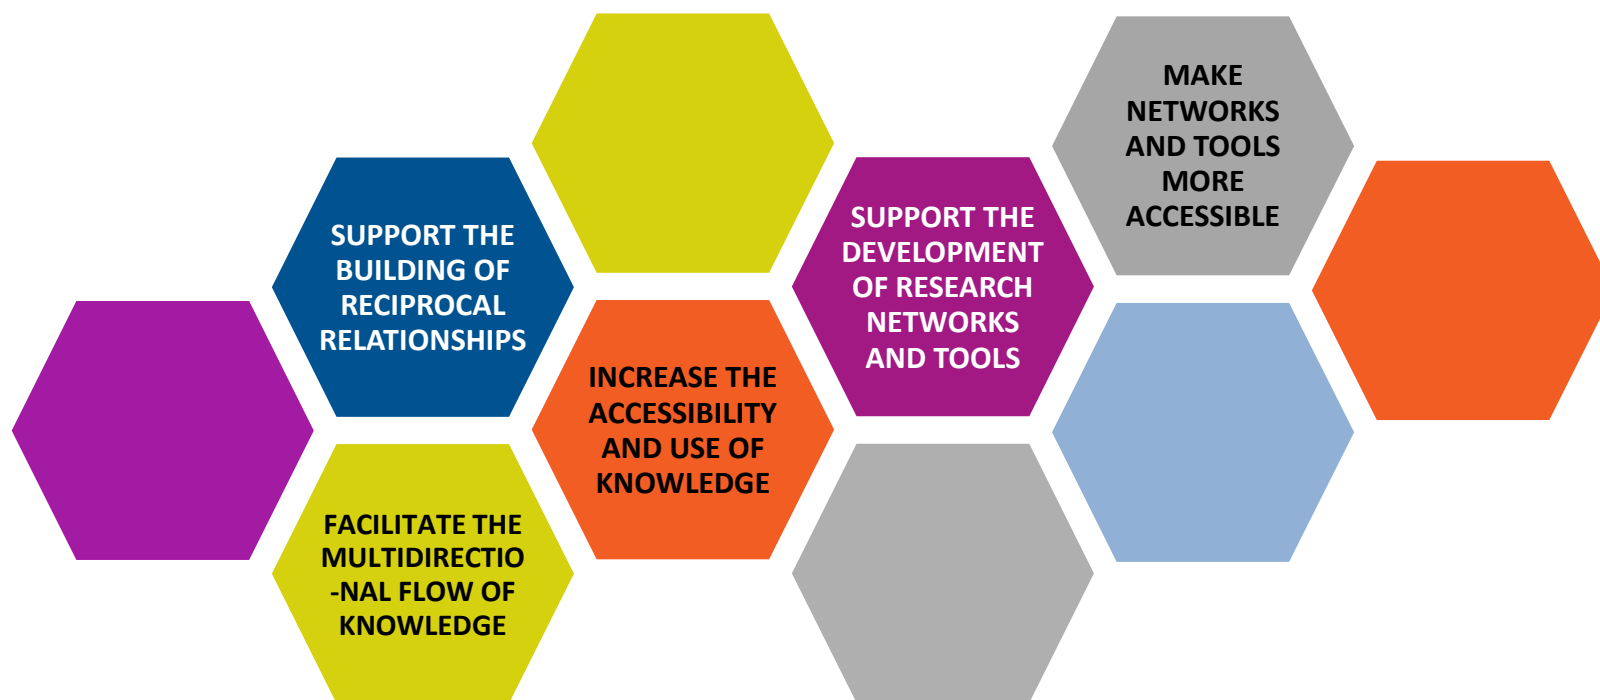 SUPPORT THE
BUILDING OF
RECIPROCAL
RELATIONSHIPS
FACILITATE THE
MULTIDIRECTIO
-NAL FLOW OF
KNOWLEDGE
INCREASE THE
ACCESSIBILITY
AND USE OF
KNOWLEDGE
SUPPORT THE
DEVELOPMENT
OF RESEARCH
NETWORKS
AND TOOLS
MAKE
NETWORKS
AND TOOLS
MORE
ACCESSIBLE